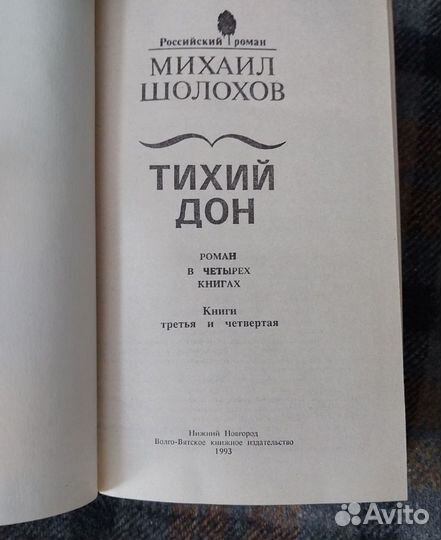 Российский роман
МИХАИЛ
ШОЛОХОВ
ТИХИЙ
ДОН
РОМАН
В ЧЕТЫРЕХ
КНИГАХ
Книги
третья и четвертая
Нижний Новгород
Волго-Вятское книжное издательство
1993
Avito